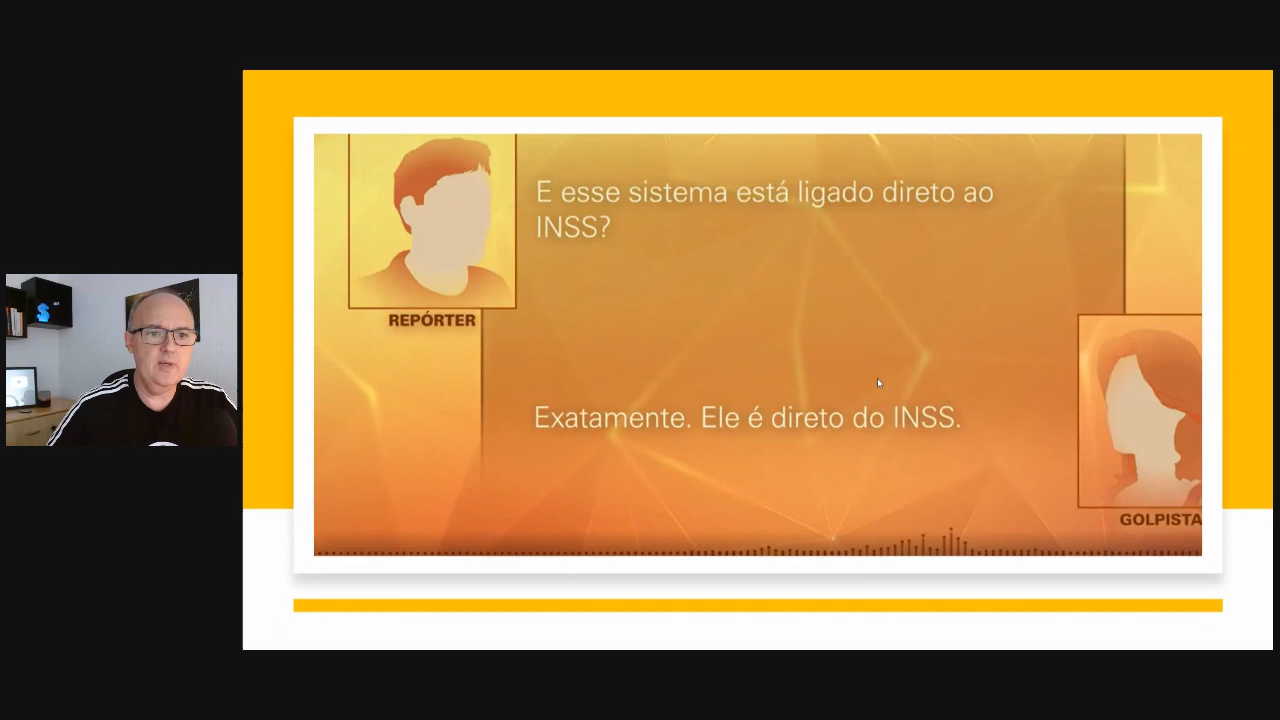 E esse sistema está ligado direto ao
INSS?
REPÓRTER
Exatamente. Ele é direto do INSS.
GOLPISTA